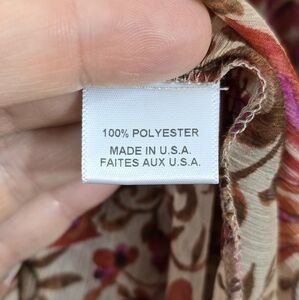 100% POLYESTER
MADE IN U.S.A.
FAITES AUX U.S.A.